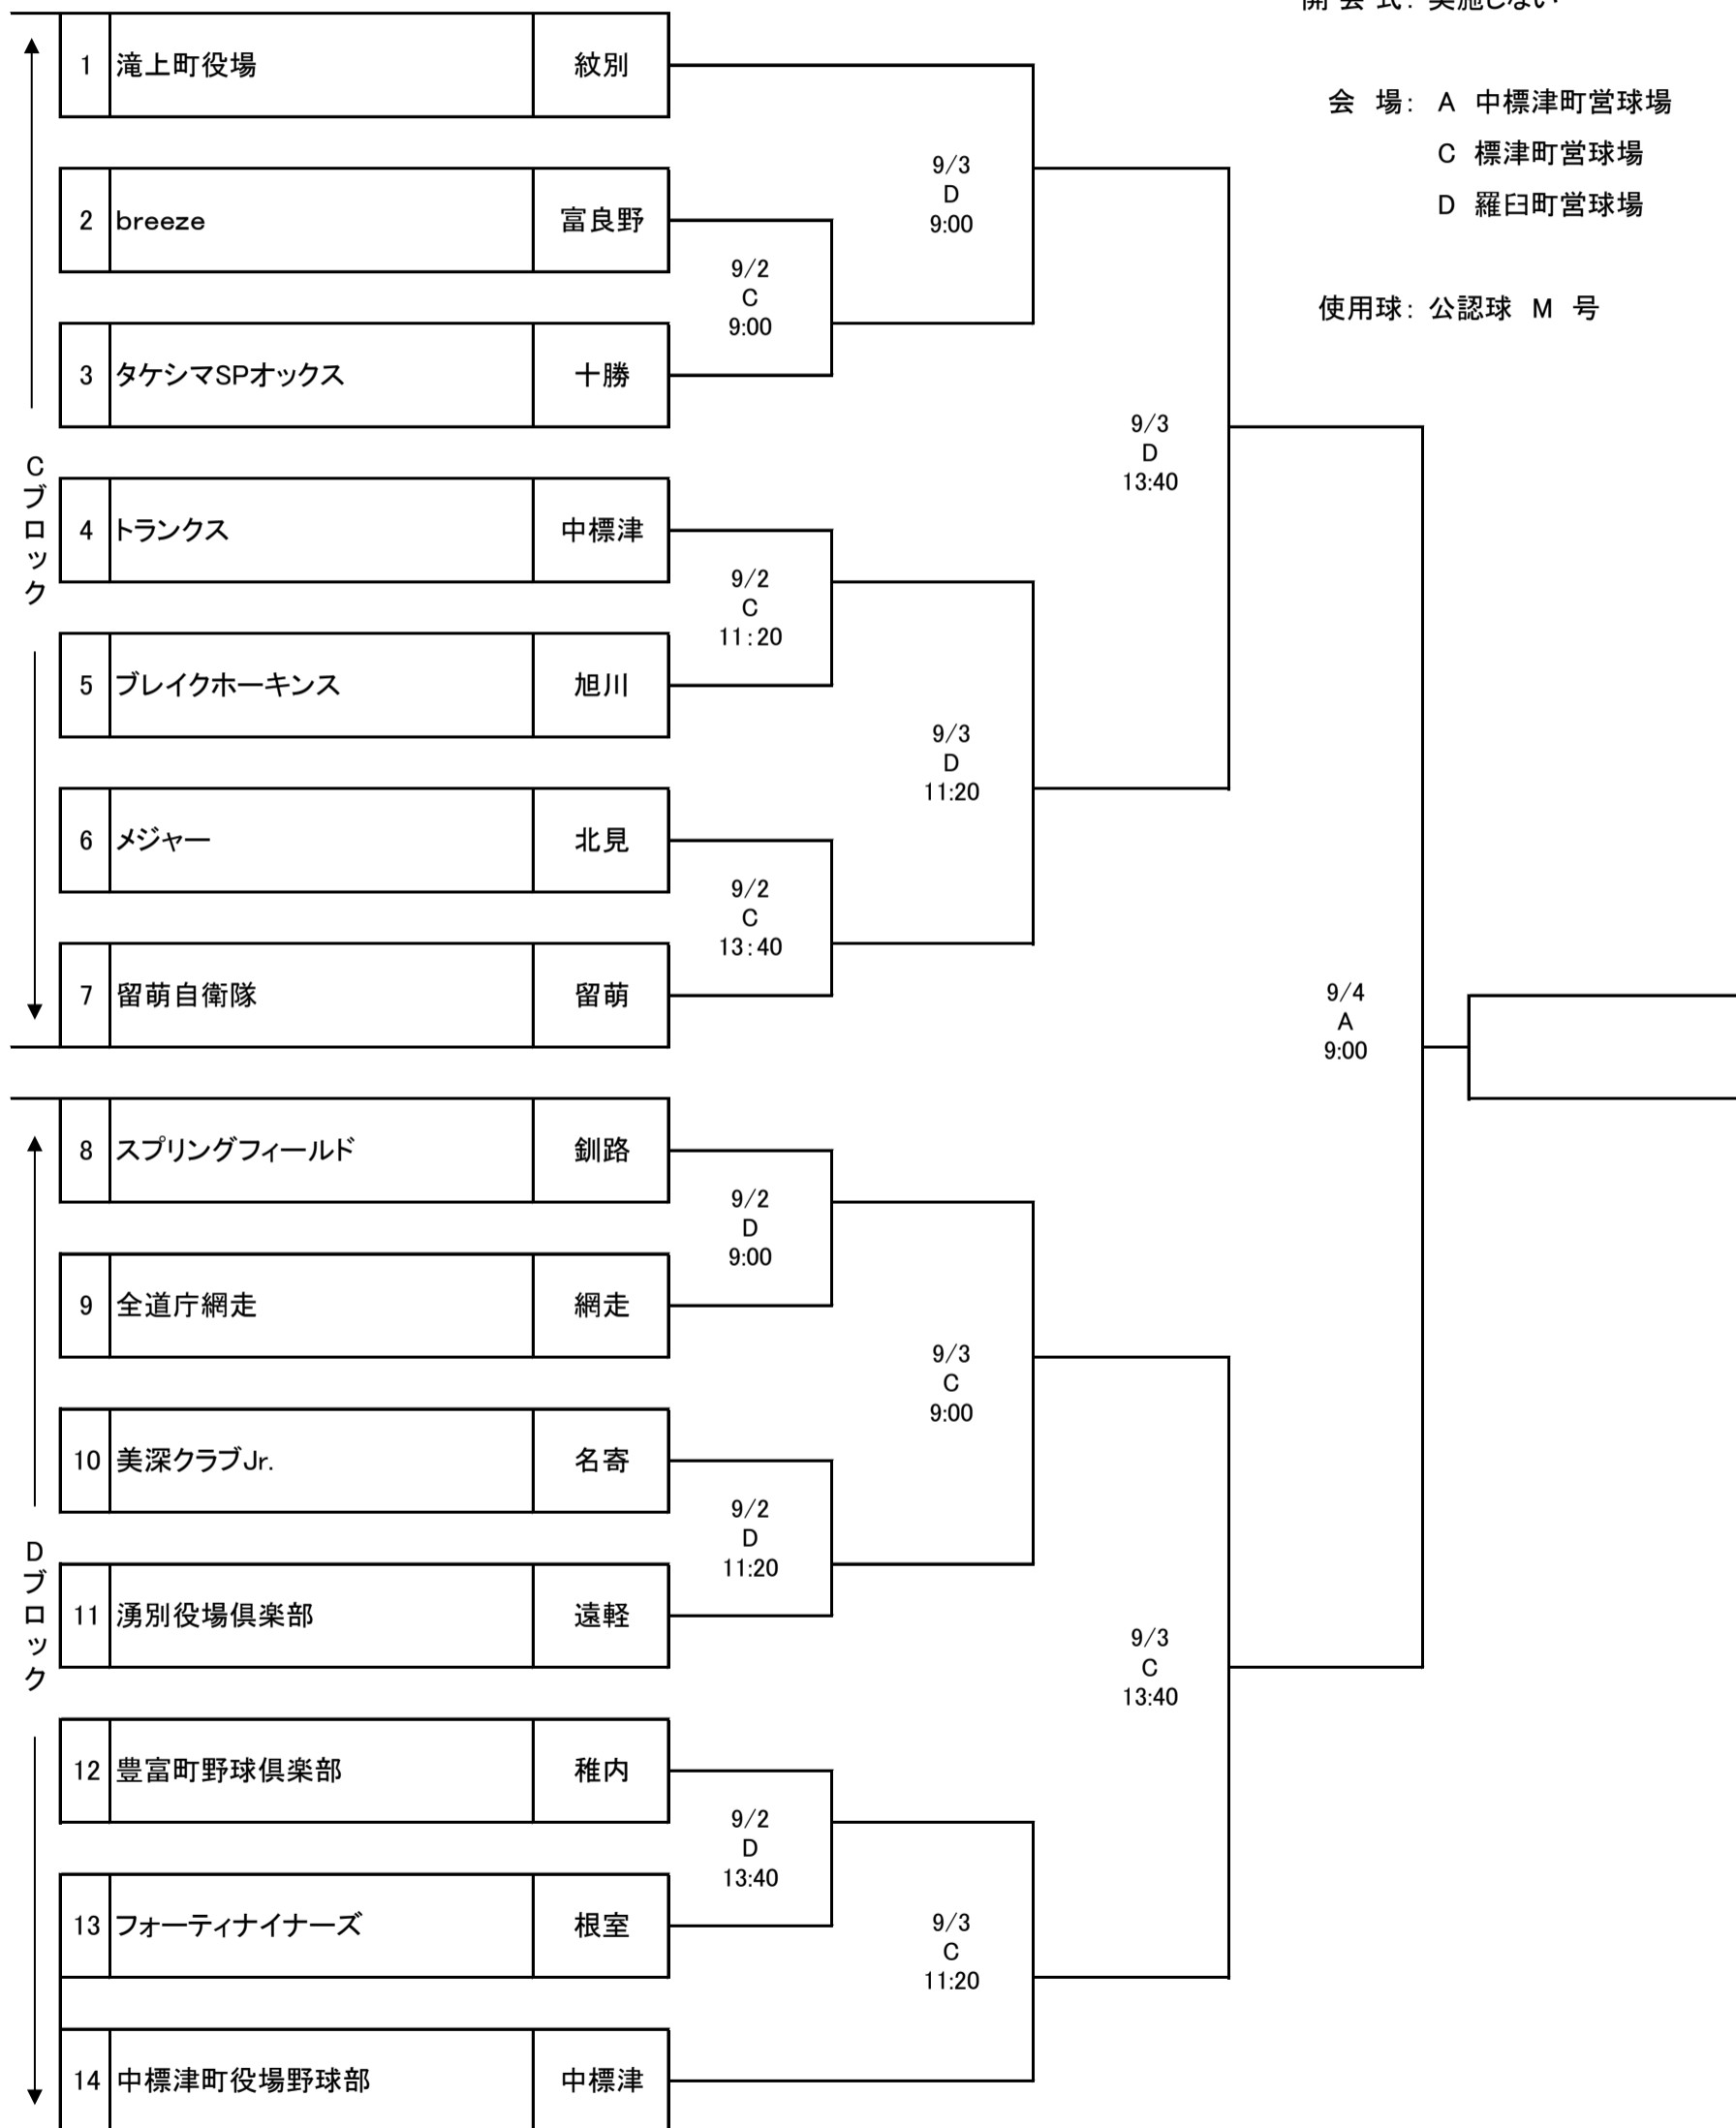 開 会 式： 実施しない
会　場： A 中標津町営球場
C 標津町営球場
D 羅臼町営球場
使用球： 公認球 M 号
Cブロック
1 滝上町役場 紋別
2 breeze 富良野
3 タケシマSPオックス 十勝
4 トランクス 中標津
5 ブレイクホーキンス 旭川
6 メジャー 北見
7 留萌自衛隊 留萌
Dブロック
8 スプリングフィールド 釧路
9 全道庁網走 網走
10 美深クラブJr. 名寄
11 湧別役場倶楽部 遠軽
12 豊富町野球倶楽部 稚内
13 フォーティナイナーズ 根室
14 中標津町役場野球部 中標津
9/2
C
9:00
9/2
C
11:20
9/2
C
13:40
9/2
D
9:00
9/2
D
11:20
9/2
D
13:40
9/3
D
9:00
9/3
D
11:20
9/3
C
9:00
9/3
C
11:20
9/3
D
13:40
9/3
C
13:40
9/4
A
9:00